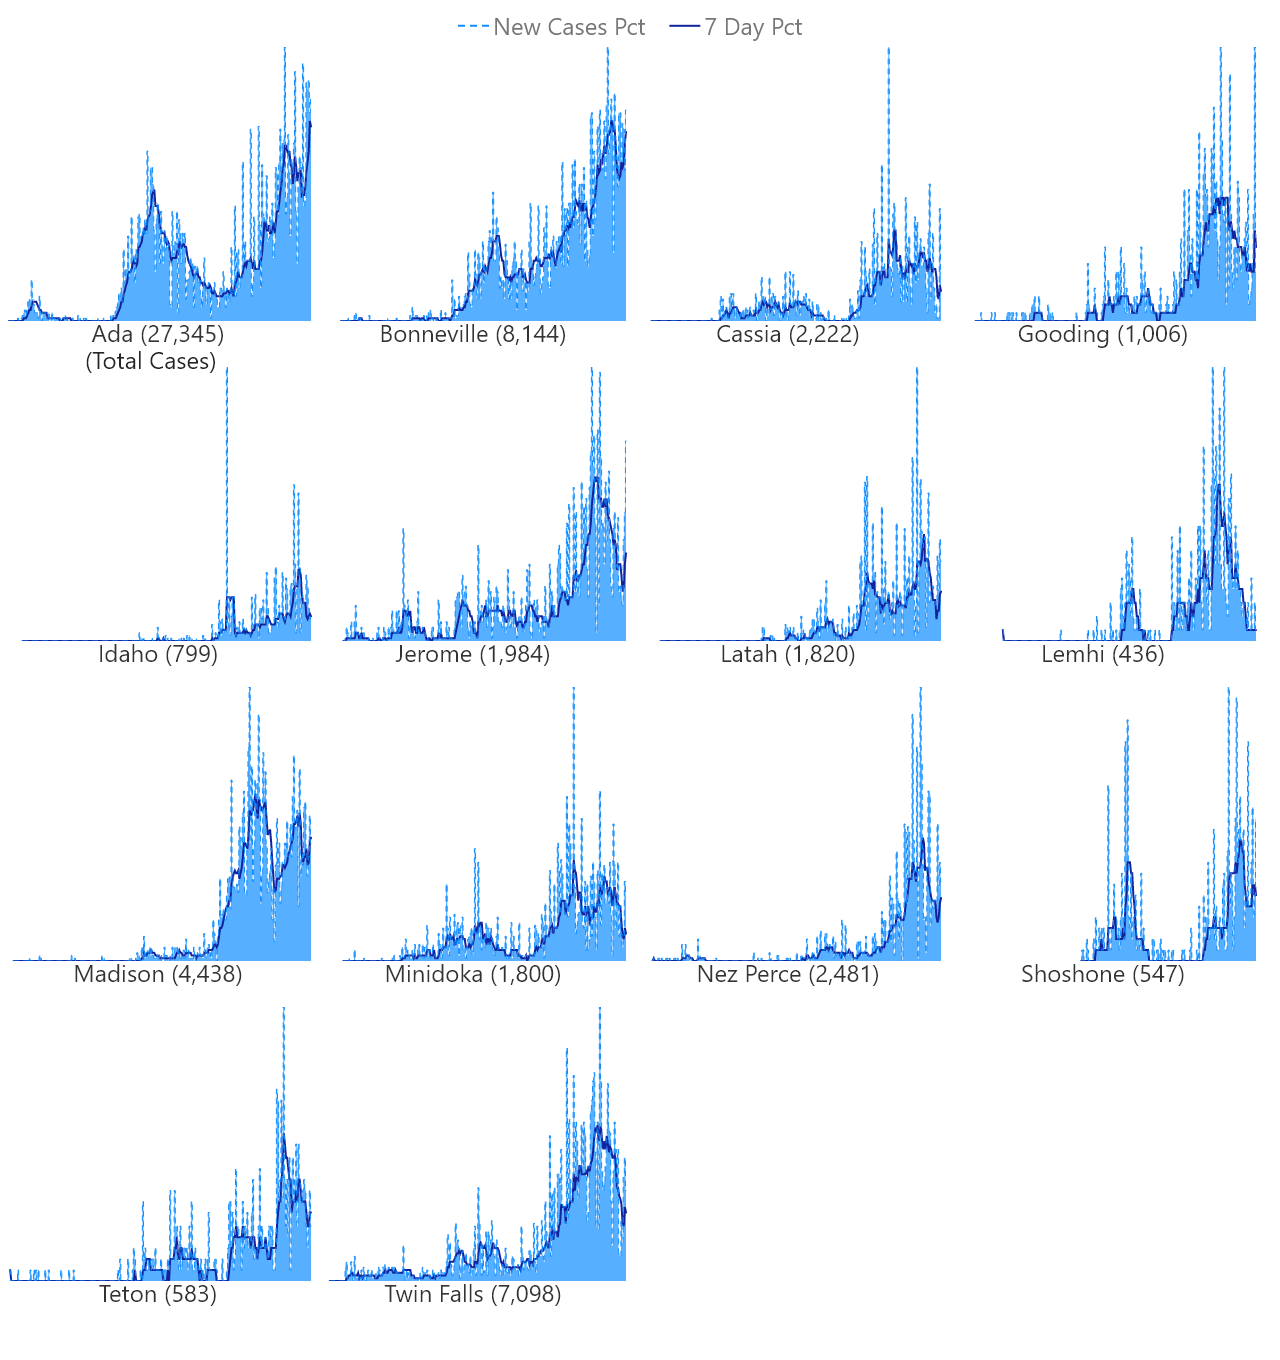 New Cases Pct 7 Day Pct
Ada (27,345) Bonneville (8,144) Cassia (2,222) Gooding (1,006)
(Total Cases)
Idaho (799) Jerome (1,984) Latah (1,820) Lemhi (436)
Madison (4,438) Minidoka (1,800) Nez Perce (2,481) Shoshone (547)
Teton (583) Twin Falls (7,098)